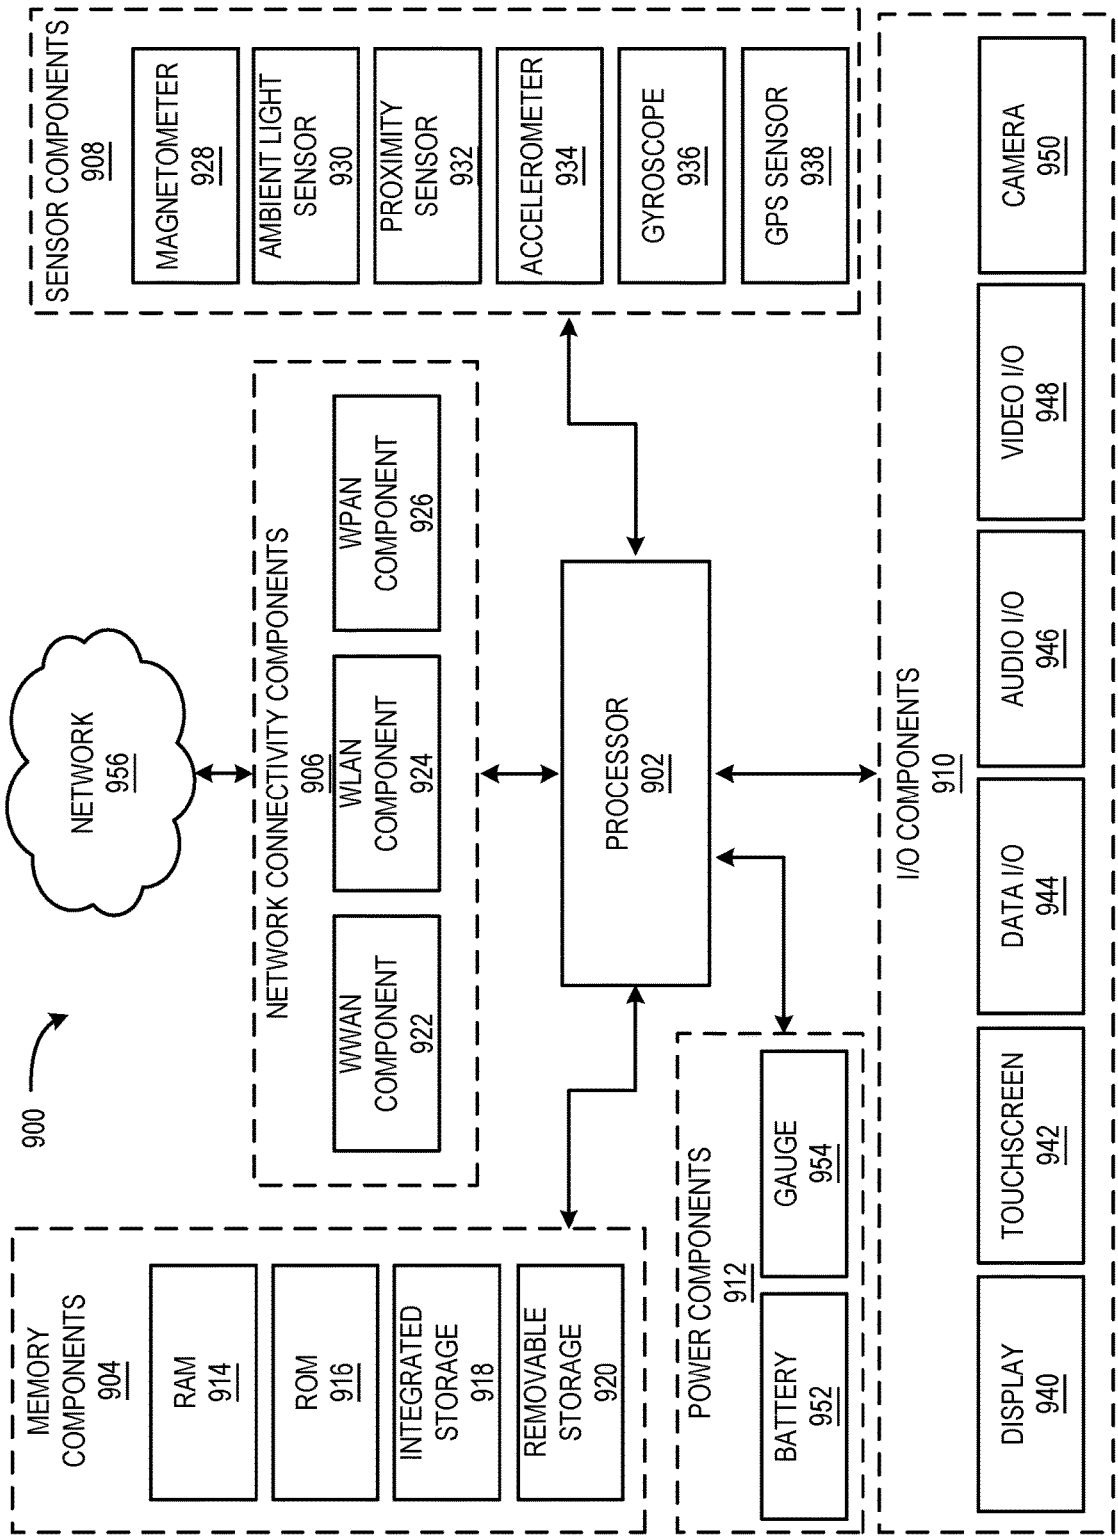 900
NETWORK
956
MEMORY
COMPONENTS
904
RAM
914
ROM
916
INTEGRATED
STORAGE
918
REMOVABLE
STORAGE
920
NETWORK CONNECTIVITY COMPONENTS
906
WWAN
COMPONENT
922
WLAN
COMPONENT
924
WPAN
COMPONENT
926
SENSOR COMPONENTS
908
MAGNETOMETER
928
AMBIENT LIGHT
SENSOR
930
PROXIMITY
SENSOR
932
ACCELEROMETER
934
GYROSCOPE
936
GPS SENSOR
938
PROCESSOR
902
POWER COMPONENTS
912
BATTERY
952
GAUGE
954
I/O COMPONENTS
910
DISPLAY
940
TOUCHSCREEN
942
DATA I/O
944
AUDIO I/O
946
VIDEO I/O
948
CAMERA
950